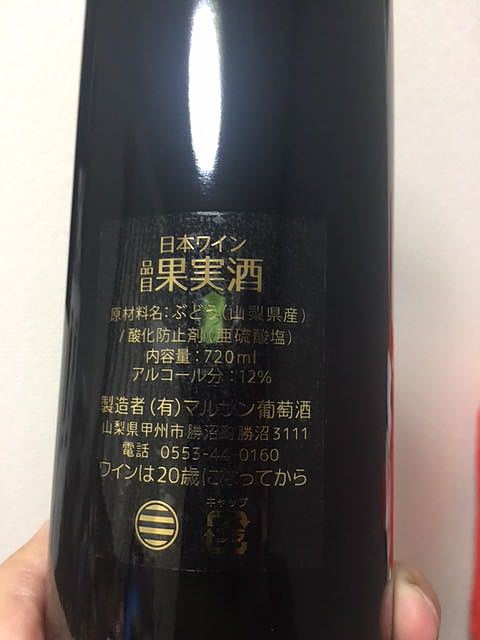 日本ワイン
品目 果実酒
原材料名：ぶどう(山梨県産)
/酸化防止剤(亜硫酸塩)
内容量：720ml
アルコール分：12%
製造者(有)マルサン葡萄酒
山梨県甲州市勝沼町勝沼3111
電話 0553-44-0160
ワインは20歳になってから
キャップ
プラ